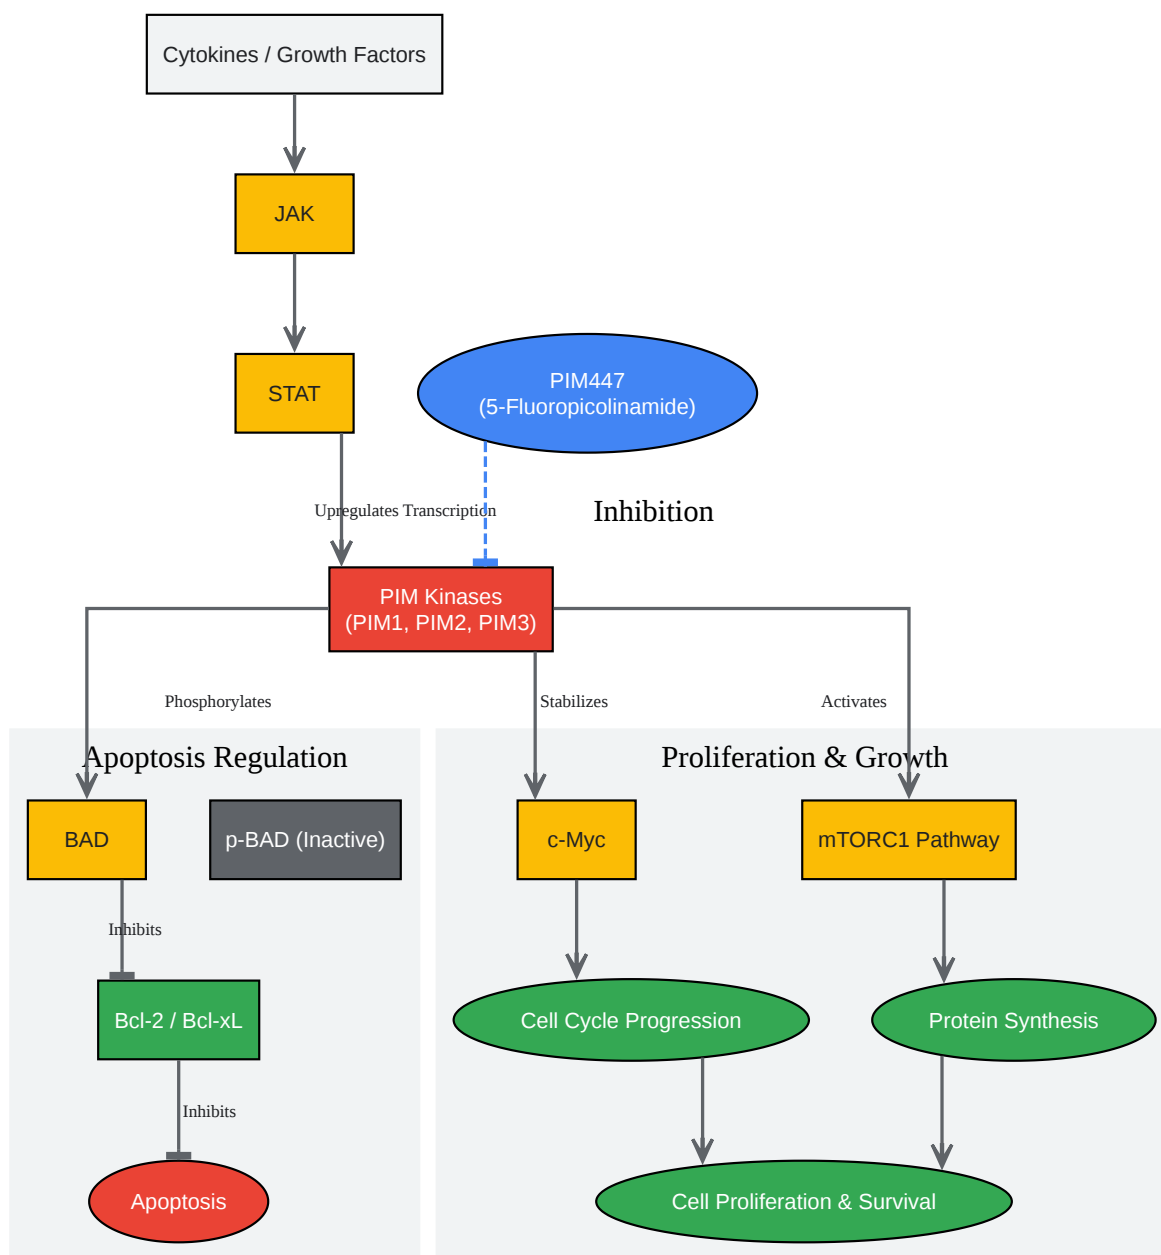 Cytokines / Growth Factors
JAK
STAT
PIM447
(5-Fluoropicolinamide)
Upregulates Transcription
Inhibition
PIM Kinases
(PIM1, PIM2, PIM3)
Phosphorylates
Stabilizes
Activates
Apoptosis Regulation
Proliferation & Growth
BAD
p-BAD (Inactive)
c-Myc
mTORC1 Pathway
Inhibits
Bcl-2 / Bcl-xL
Cell Cycle Progression
Protein Synthesis
Inhibits
Apoptosis
Cell Proliferation & Survival